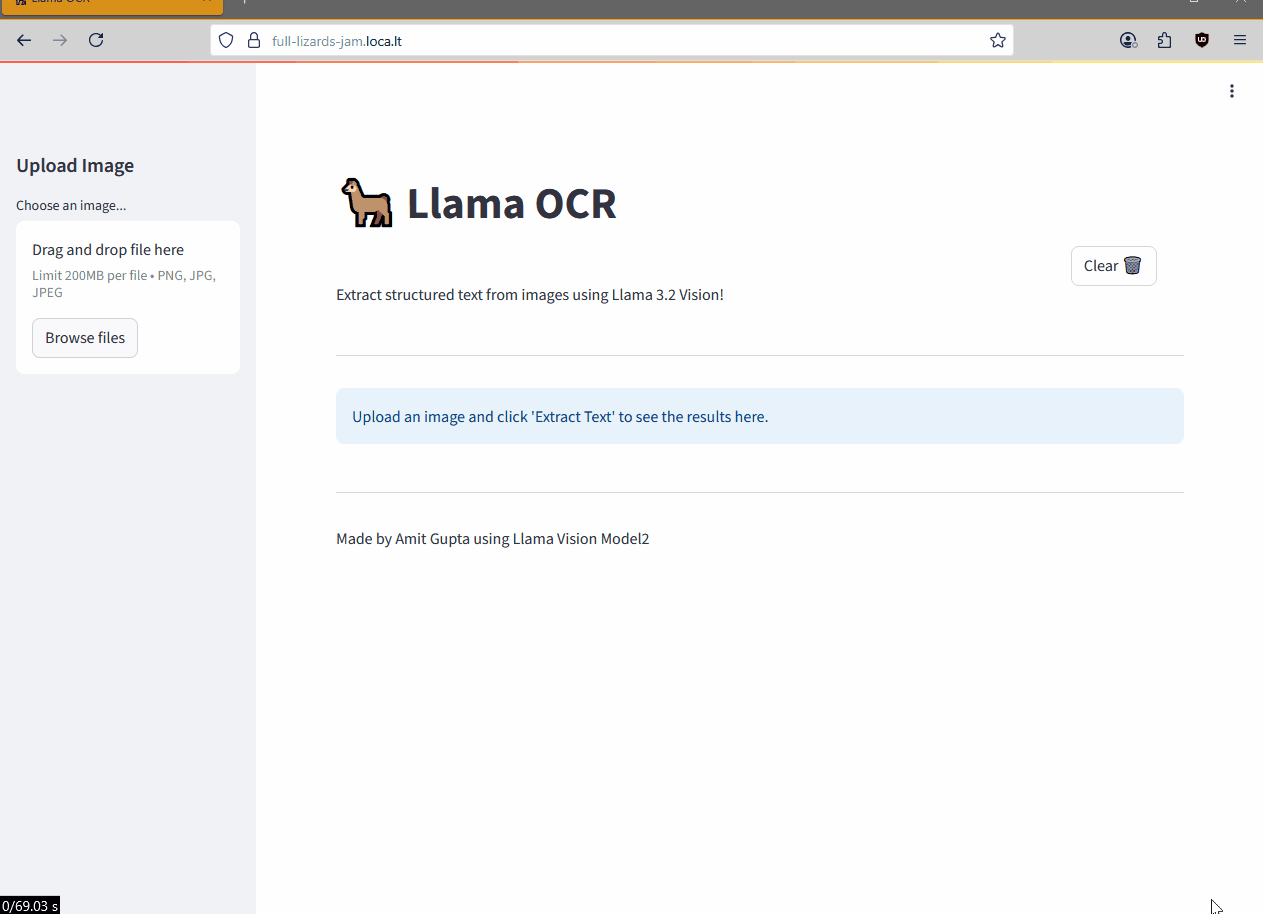 Llama OCR
full-lizards-jam.loca.lt
Upload Image
Choose an image...
Drag and drop file here
Limit 200MB per file • PNG, JPG,
JPEG
Browse files
Llama OCR
Clear
Extract structured text from images using Llama 3.2 Vision!
Upload an image and click 'Extract Text' to see the results here.
Made by Amit Gupta using Llama Vision Model2
0/69.03 s